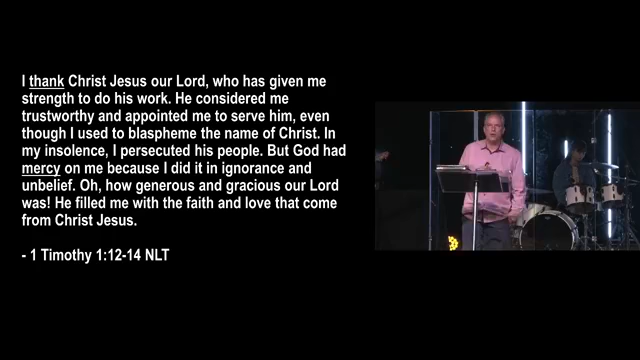 I thank Christ Jesus our Lord, who has given me
strength to do his work. He considered me
trustworthy and appointed me to serve him, even
though I used to blaspheme the name of Christ. In
my insolence, I persecuted his people. But God had
mercy on me because I did it in ignorance and
unbelief. Oh, how generous and gracious our Lord
was! He filled me with the faith and love that come
from Christ Jesus.
- 1 Timothy 1:12-14 NLT